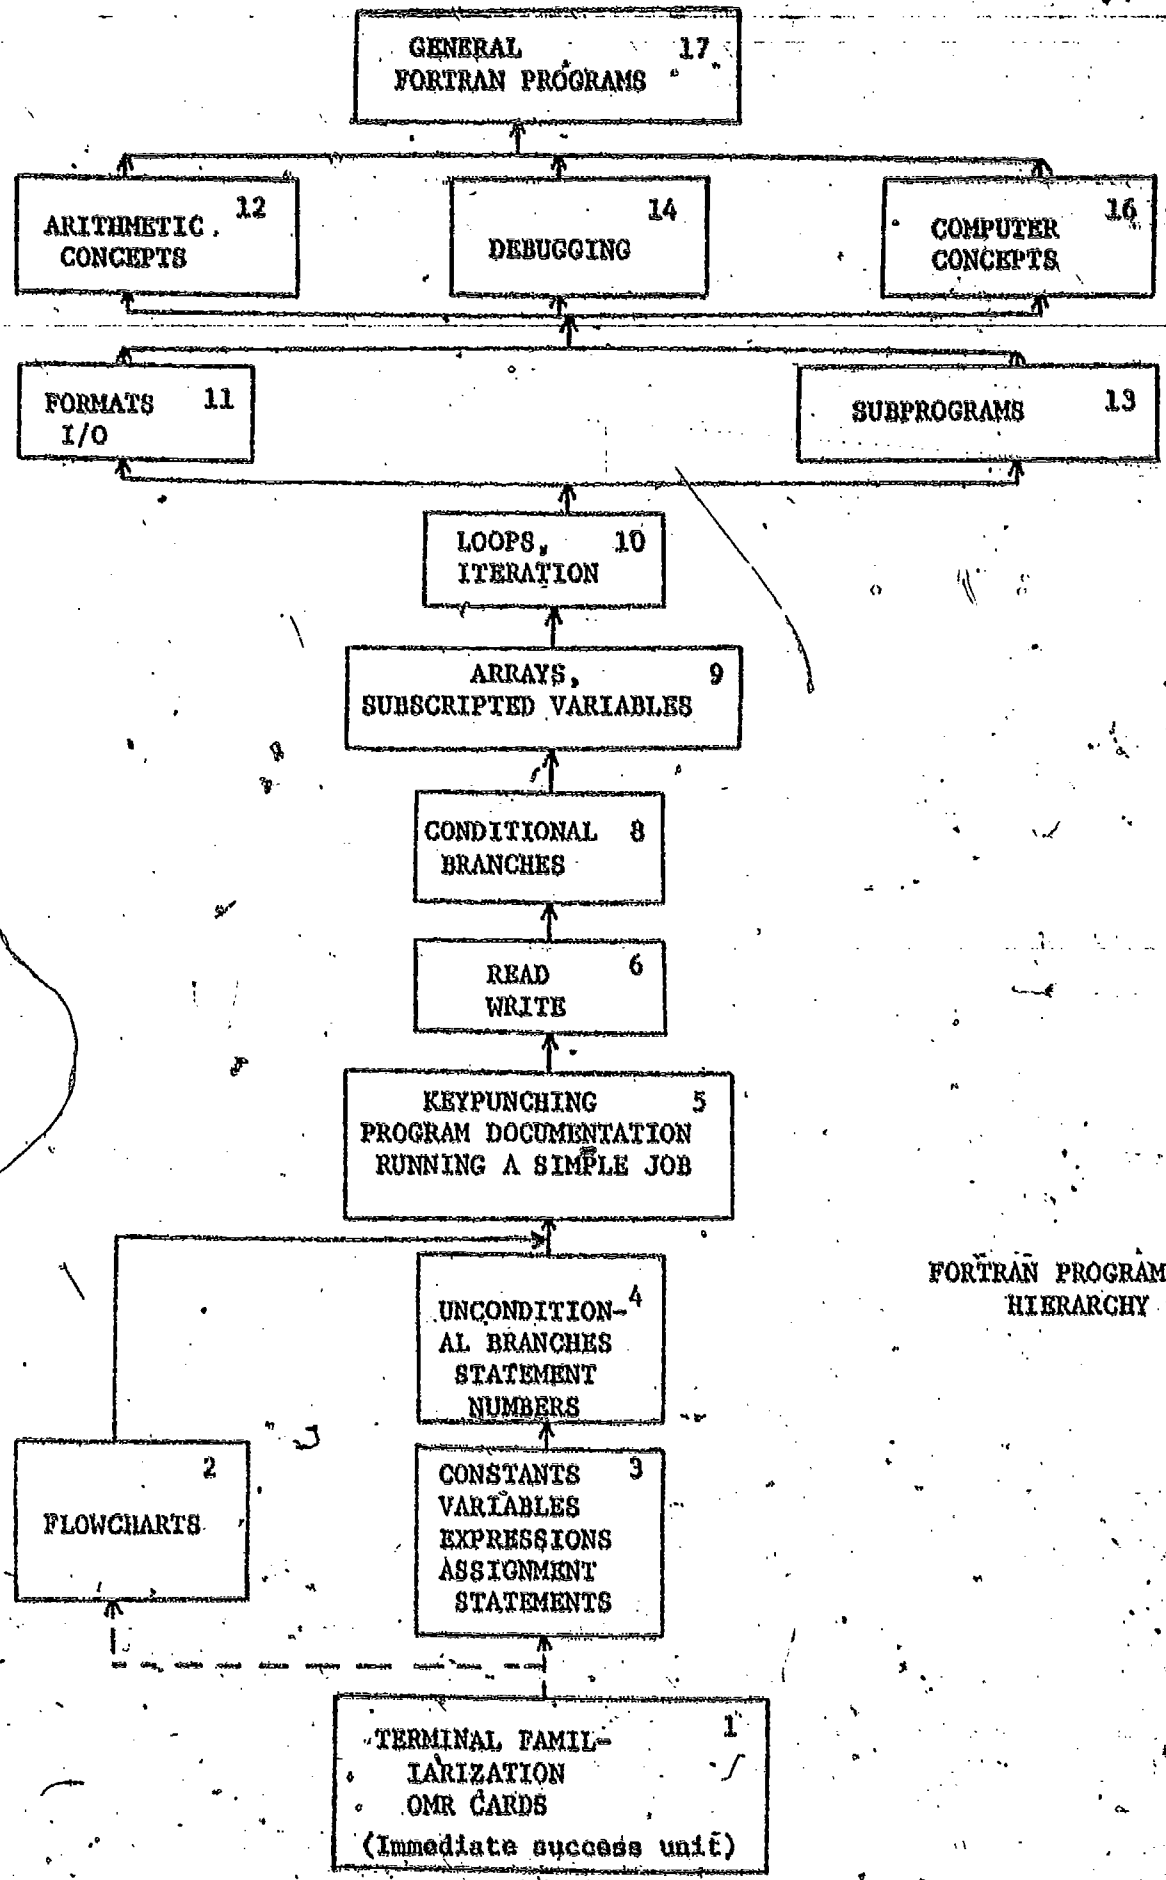 GENERAL 17
FORTRAN PROGRAMS
12
ARITHMETIC
CONCEPTS
14
DEBUGGING
16
COMPUTER
CONCEPTS
FORMATS 11
I/O
SUBPROGRAMS 13
LOOPS, 10
ITERATION
ARRAYS, 9
SUBSCRIPTED VARIABLES
CONDITIONAL 8
BRANCHES
READ 6
WRITE
KEYPUNCHING 5
PROGRAM DOCUMENTATION
RUNNING A SIMPLE JOB
FORTRAN PROGRAM
HIERARCHY
4
UNCONDITION-
AL BRANCHES
STATEMENT
NUMBERS
2
FLOWCHARTS
CONSTANTS 3
VARIABLES
EXPRESSIONS
ASSIGNMENT
STATEMENTS
1
TERMINAL FAMIL-
IARIZATION
OMR CARDS
(Immediate success unit)